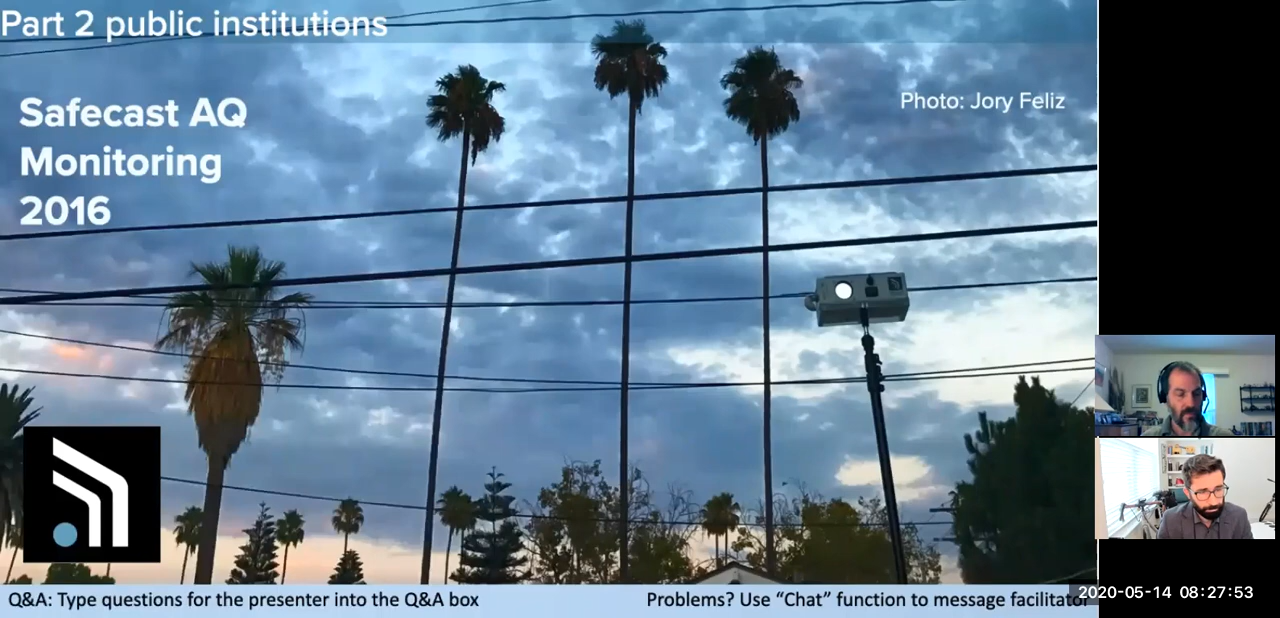 Part 2 public institutions
Safecast AQ
Monitoring
2016
Photo: Jory Feliz
Q&A: Type questions for the presenter into the Q&A box
Problems? Use “Chat” function to message facilitator
2020-05-14 08:27:53